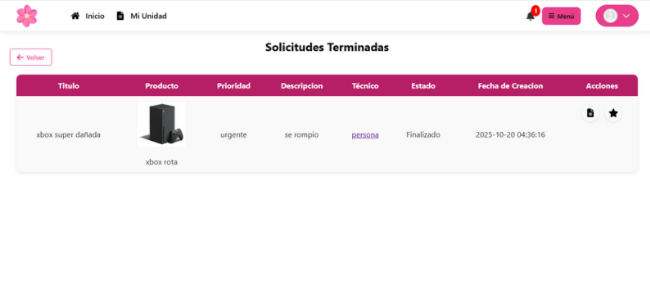 Inicio Mi Unidad 1 Menú
Solicitudes Terminadas
Volver
Titulo Producto Prioridad Descripcion Técnico Estado Fecha de Creacion Acciones
xbox super dañada urgente se rompio persona Finalizado 2025-10-20 04:36:16
xbox rota